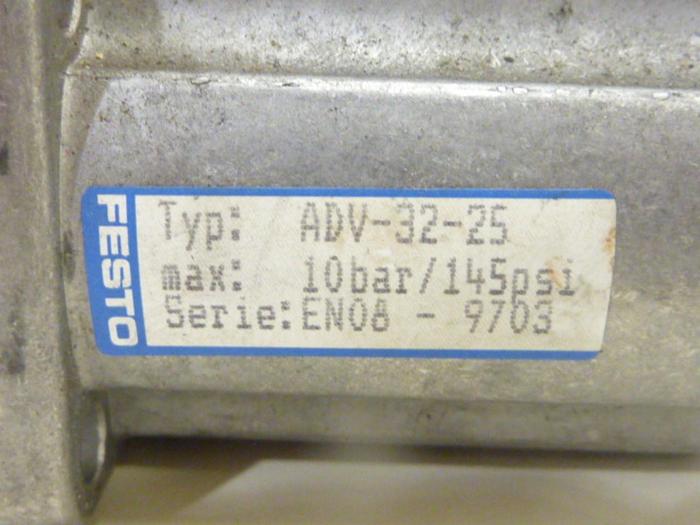 FESTO
Typ: ADV-32-25
max: 10bar/145psi
Serie: EN08 - 9703